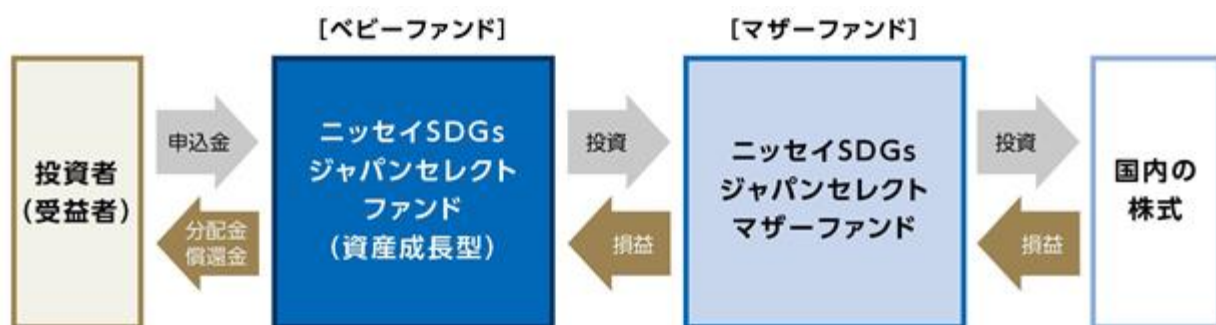 [ベビーファンド]
[マザーファンド]
投資者
(受益者)
申込金
分配金
償還金
ニッセイSDGs
ジャパンセレクト
ファンド
(資産成長型)
投資
損益
ニッセイSDGs
ジャパンセレクト
マザーファンド
投資
損益
国内の
株式